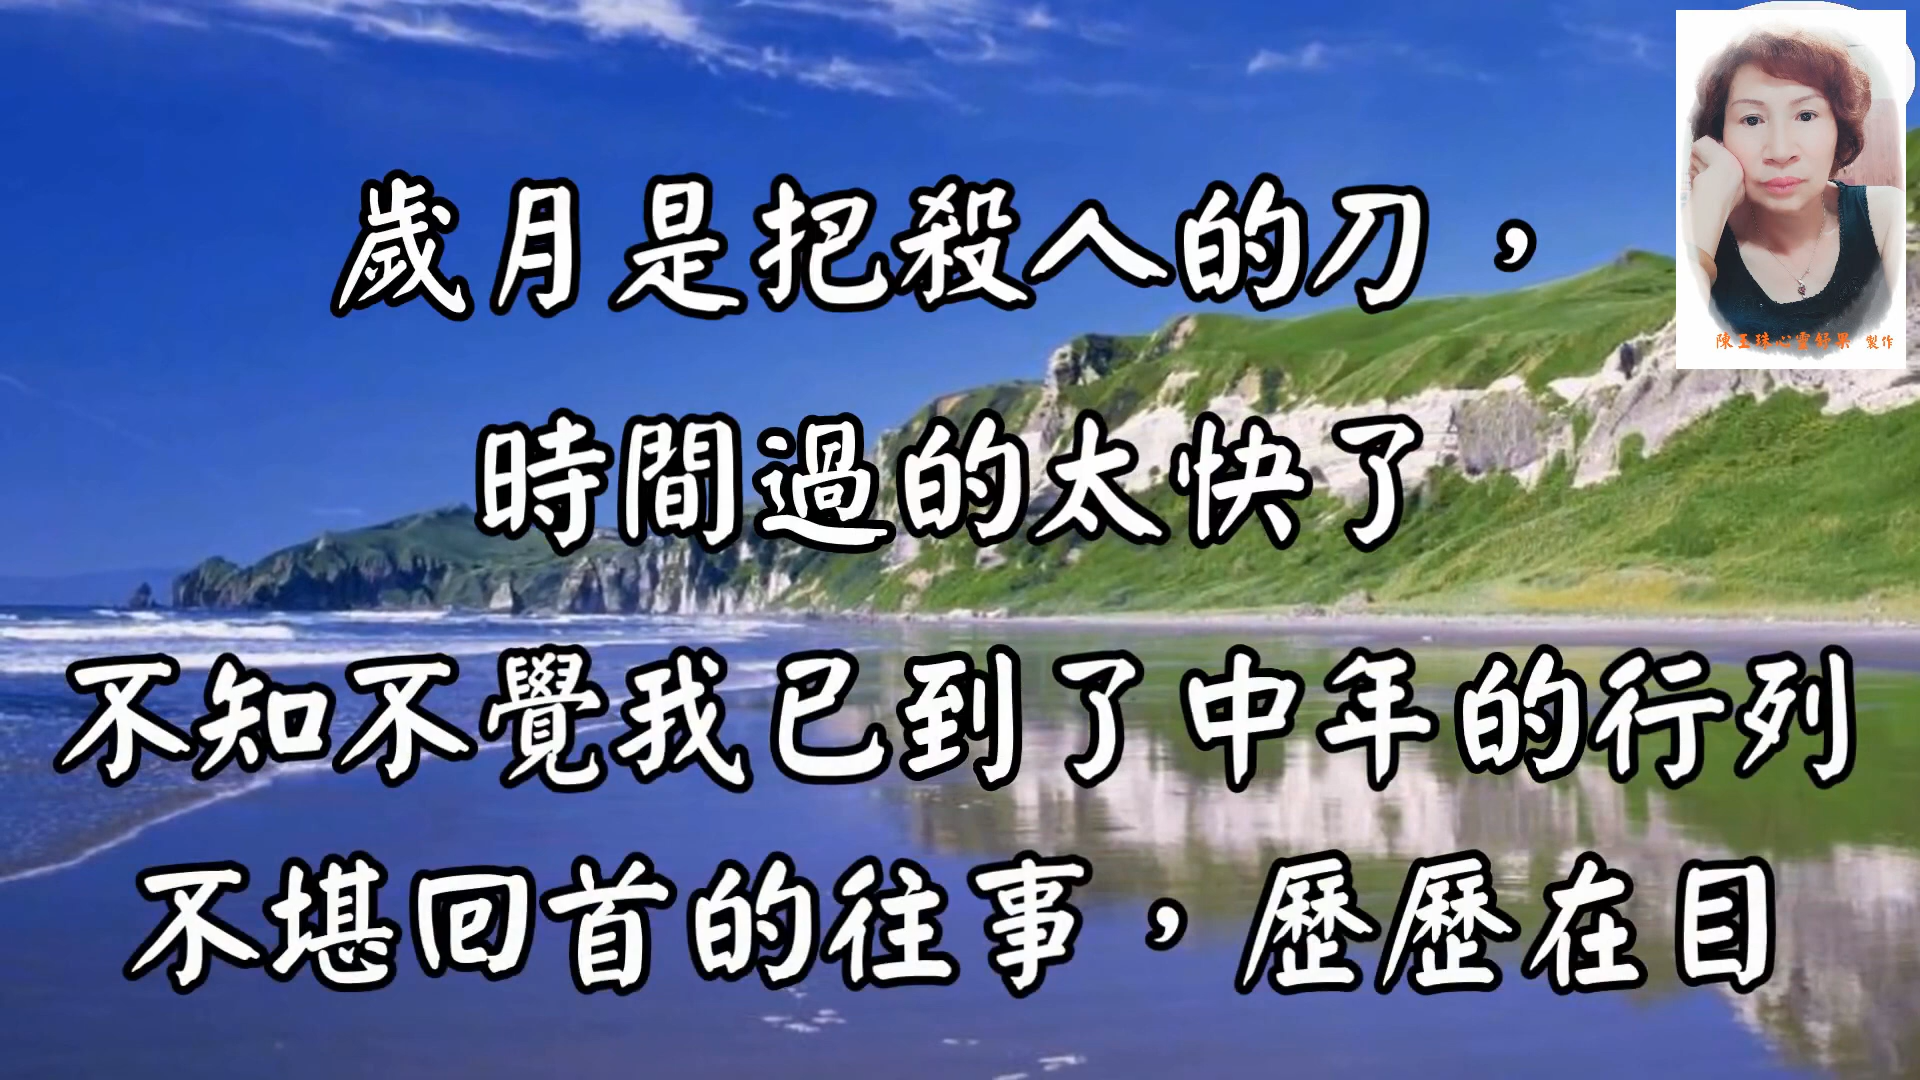 歲月是把殺人的刀，
時間過的太快了
不知不覺我已到了中年的行列
不堪回首的往事，歷歷在目
陳玉珠心靈舒果 製作